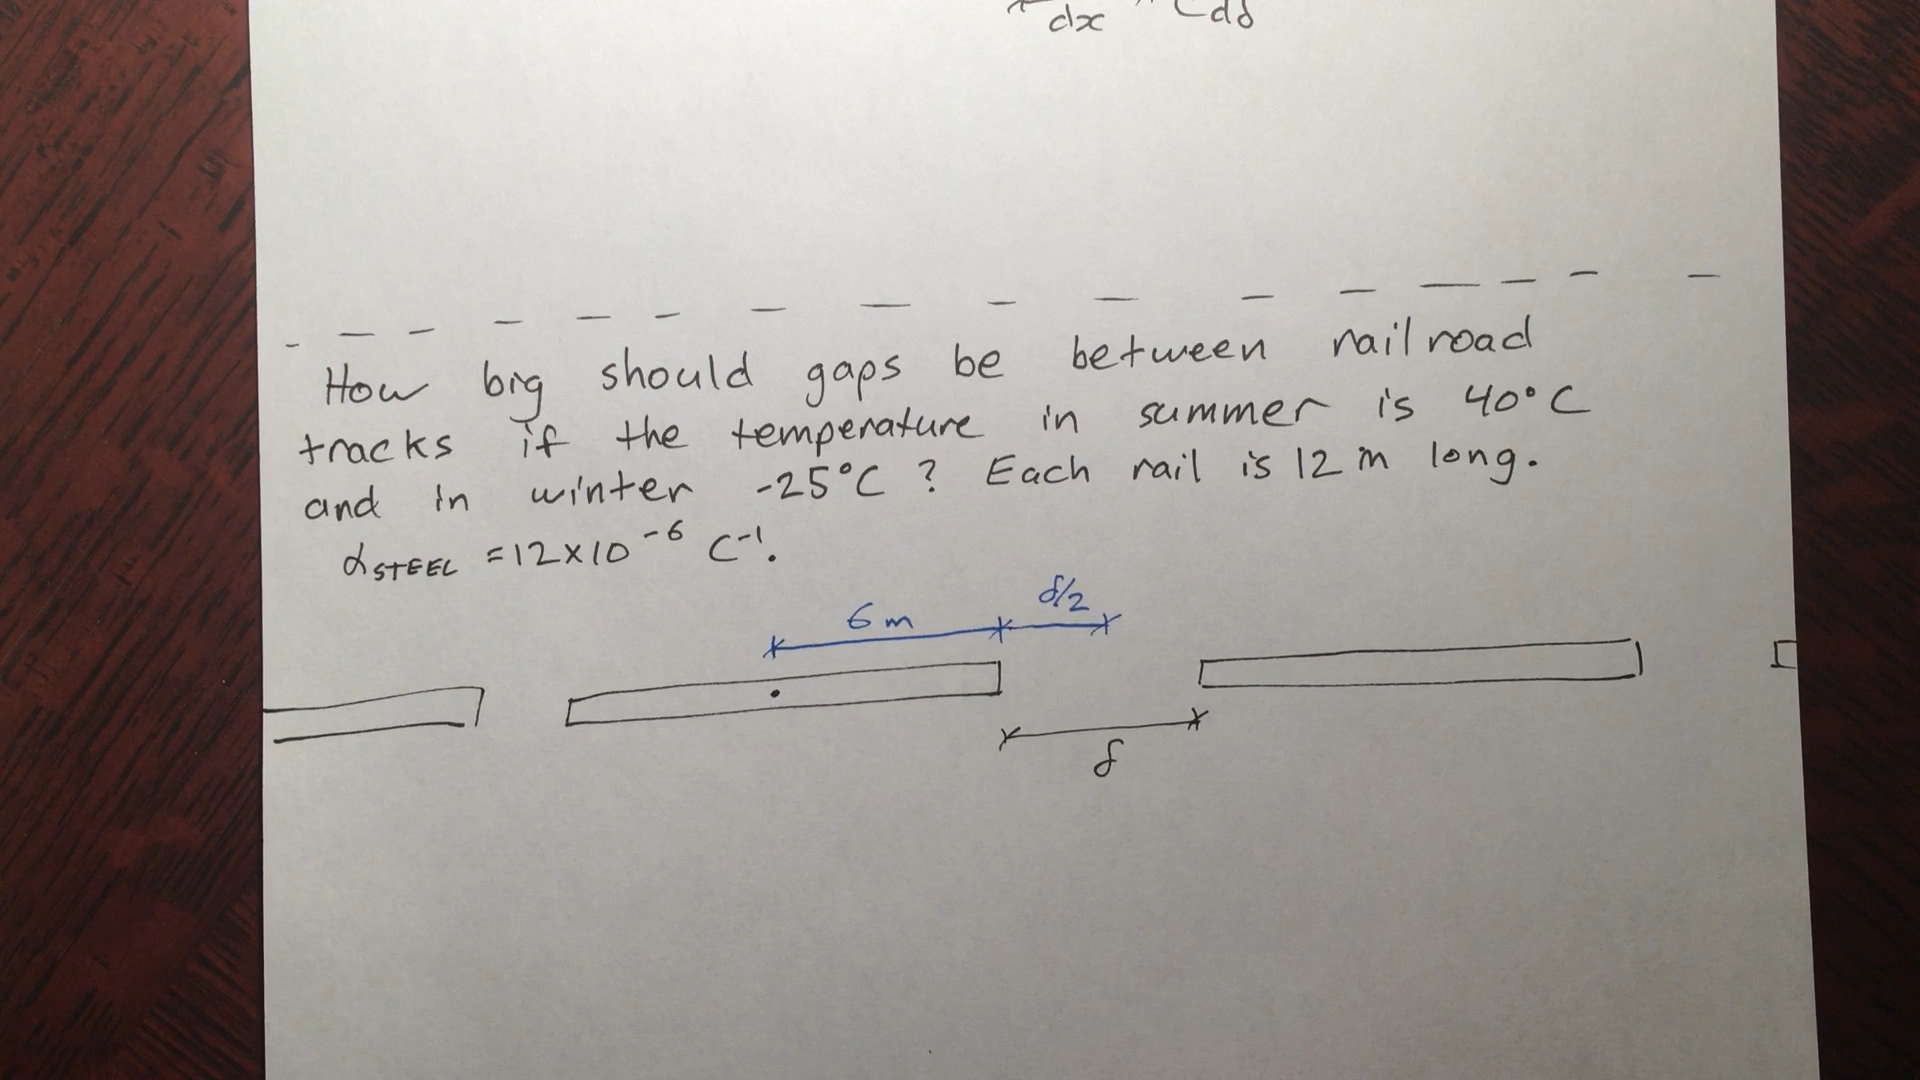 dx " dδ
How big should gaps be between railroad
tracks if the temperature in summer is 40°C
and in winter -25°C? Each rail is 12 m long.
αSTEEL = 12×10⁻⁶ C⁻¹.
6 m δ/2
δ